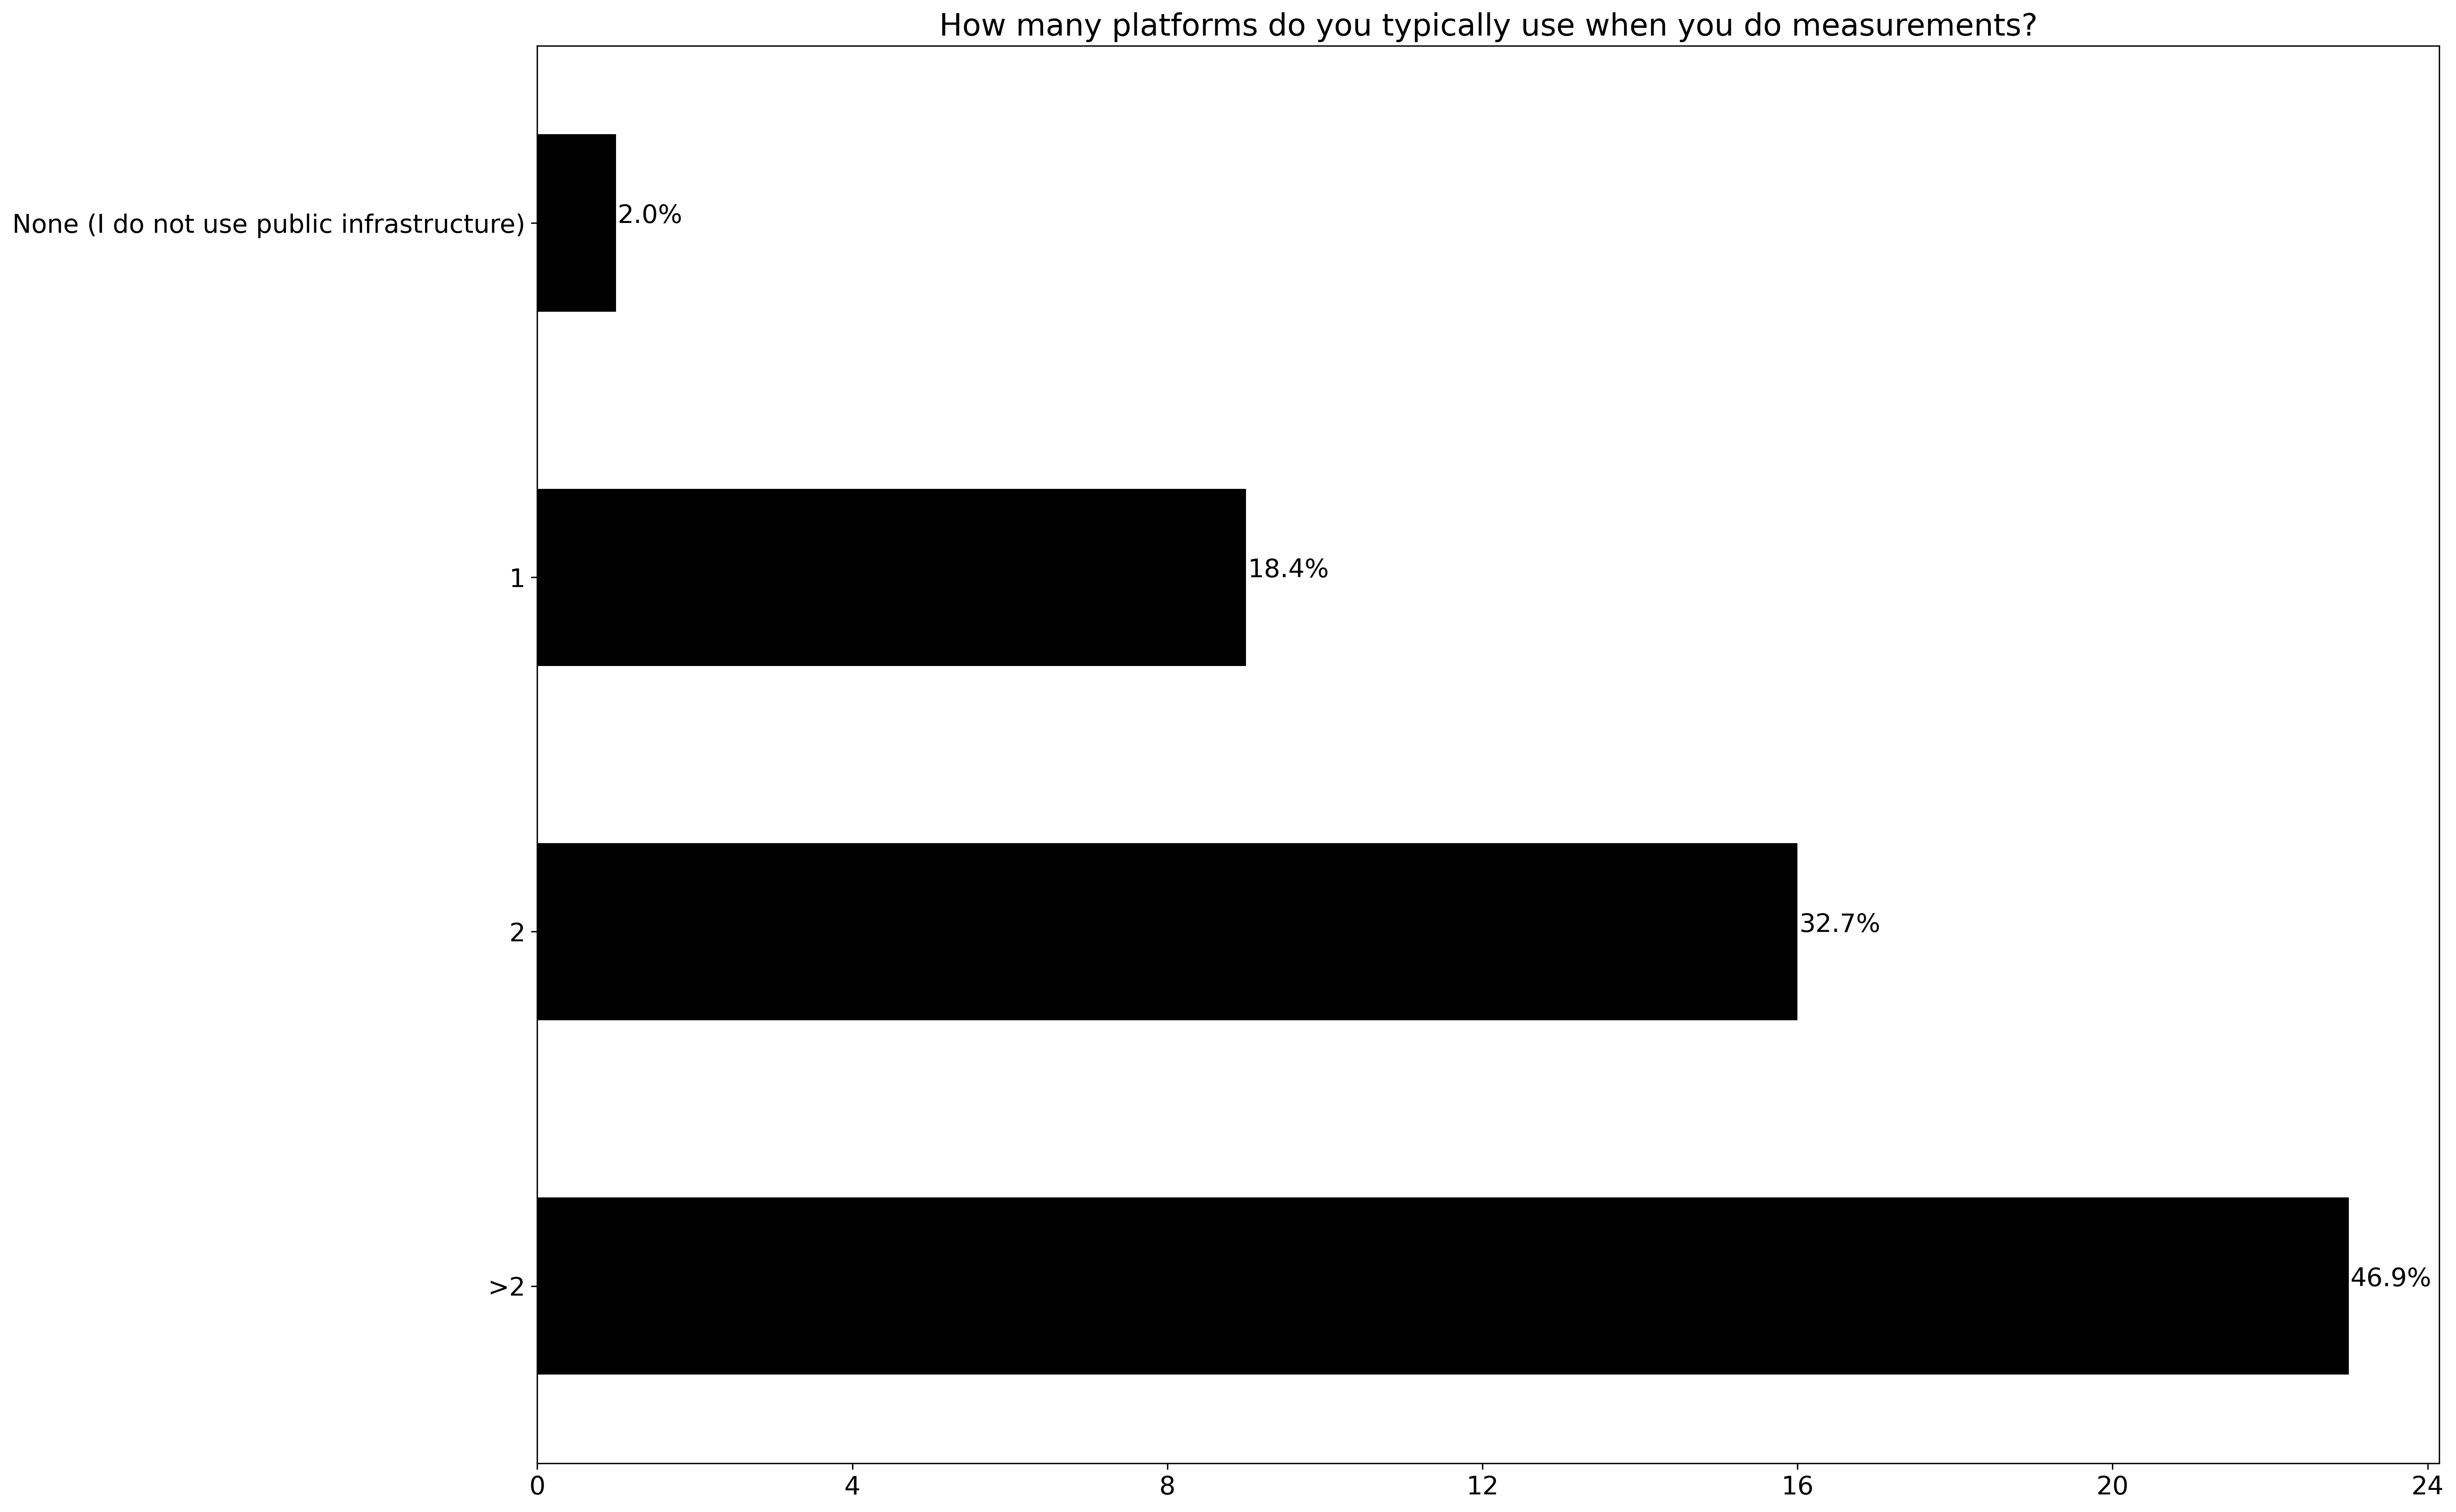 How many platforms do you typically use when you do measurements?
None (I do not use public infrastructure)
2.0%
1
18.4%
2
32.7%
>2
46.9%
0 4 8 12 16 20 24